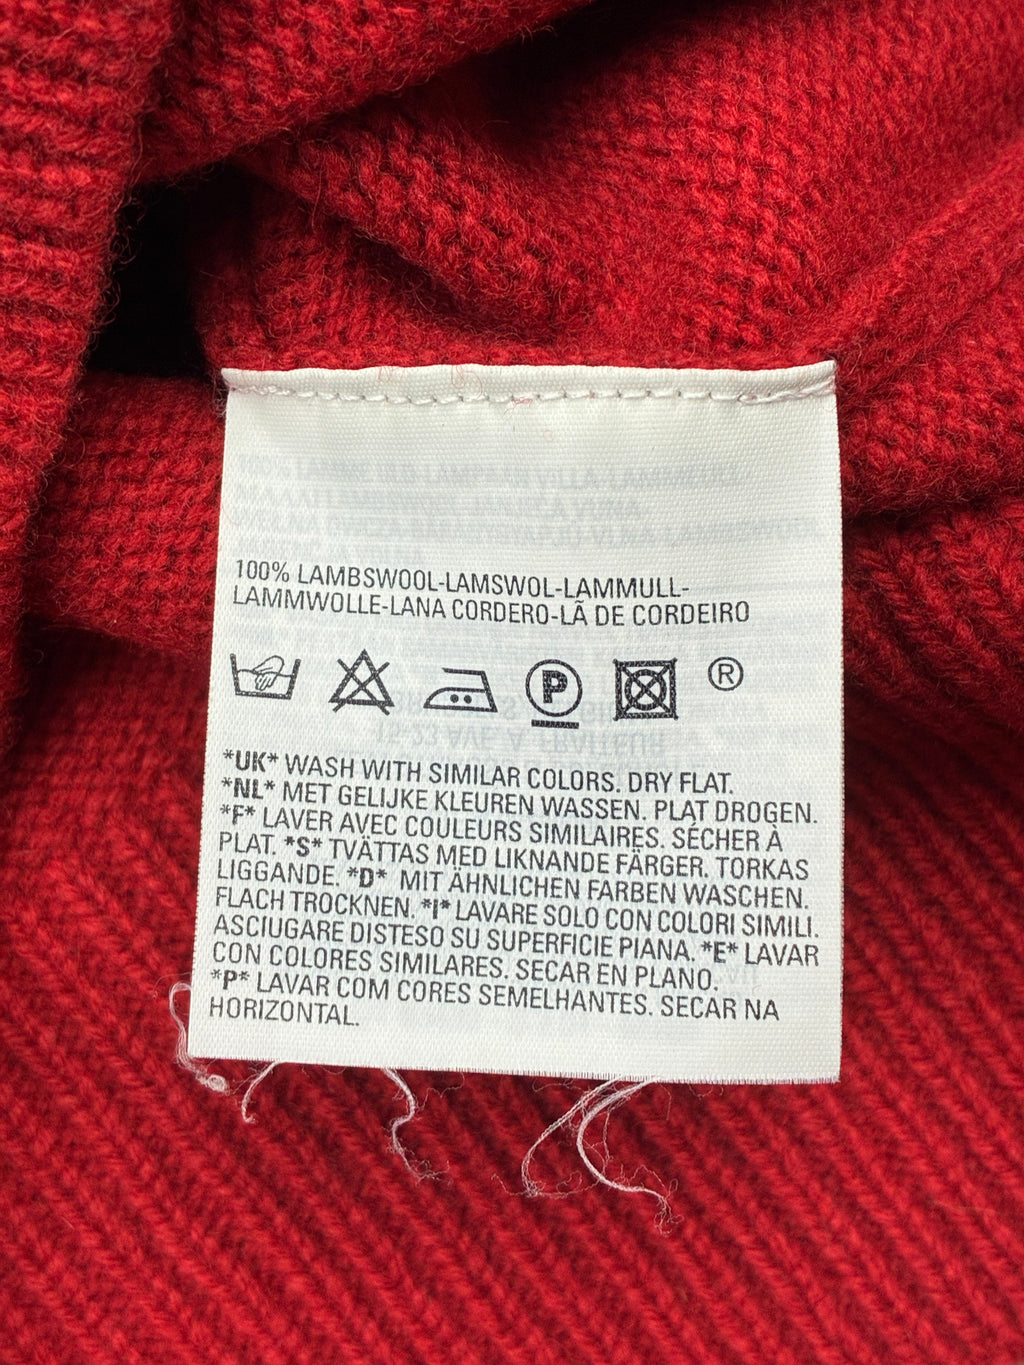 100% LAMBSWOOL-LAMSWOL-LAMMULL-
LAMMWOLLE-LANA CORDERO-LÃ DE CORDEIRO
P ®
*UK* WASH WITH SIMILAR COLORS. DRY FLAT.
*NL* MET GELIJKE KLEUREN WASSEN. PLAT DROGEN.
*F* LAVER AVEC COULEURS SIMILAIRES. SÉCHER À
PLAT. *S* TVÄTTAS MED LIKNANDE FÄRGER. TORKAS
LIGGANDE. *D* MIT ÄHNLICHEN FARBEN WASCHEN.
FLACH TROCKNEN. *I* LAVARE SOLO CON COLORI SIMILI.
ASCIUGARE DISTESO SU SUPERFICIE PIANA. *E* LAVAR
CON COLORES SIMILARES. SECAR EN PLANO.
*P* LAVAR COM CORES SEMELHANTES. SECAR NA
HORIZONTAL.